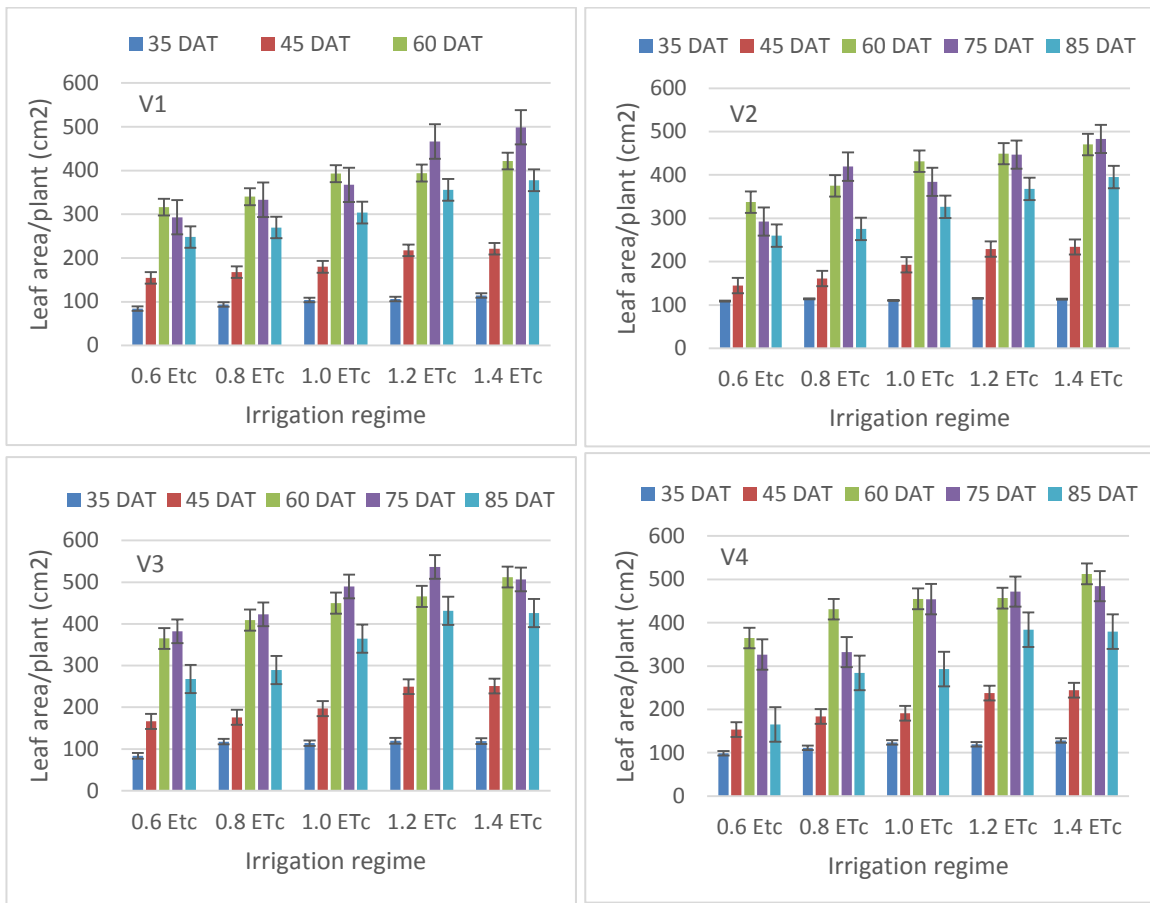 35 DAT 45 DAT 60 DAT
V1
Leaf area/plant (cm2)
600
500
400
300
200
100
0
0.6 Etc 0.8 ETc 1.0 ETc 1.2 ETc 1.4 ETc
Irrigation regime
35 DAT 45 DAT 60 DAT 75 DAT 85 DAT
V2
Leaf area/plant (cm2)
600
500
400
300
200
100
0
0.6 Etc 0.8 ETc 1.0 ETc 1.2 ETc 1.4 ETc
Irrigation regime
35 DAT 45 DAT 60 DAT 75 DAT 85 DAT
V3
Leaf area/plant (cm2)
600
500
400
300
200
100
0
0.6 Etc 0.8 ETc 1.0 ETc 1.2 ETc 1.4 ETc
Irrigation regime
35 DAT 45 DAT 60 DAT 75 DAT 85 DAT
V4
Leaf area/plant (cm2)
600
500
400
300
200
100
0
0.6 Etc 0.8 ETc 1.0 ETc 1.2 ETc 1.4 ETc
Irrigation regime